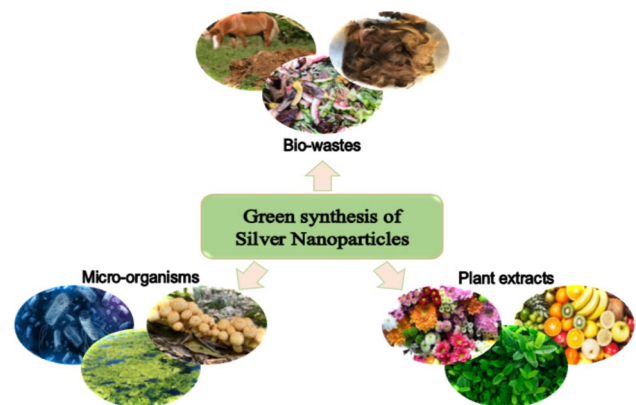 Bio-wastes
Green synthesis of
Silver Nanoparticles
Micro-organisms
Plant extracts